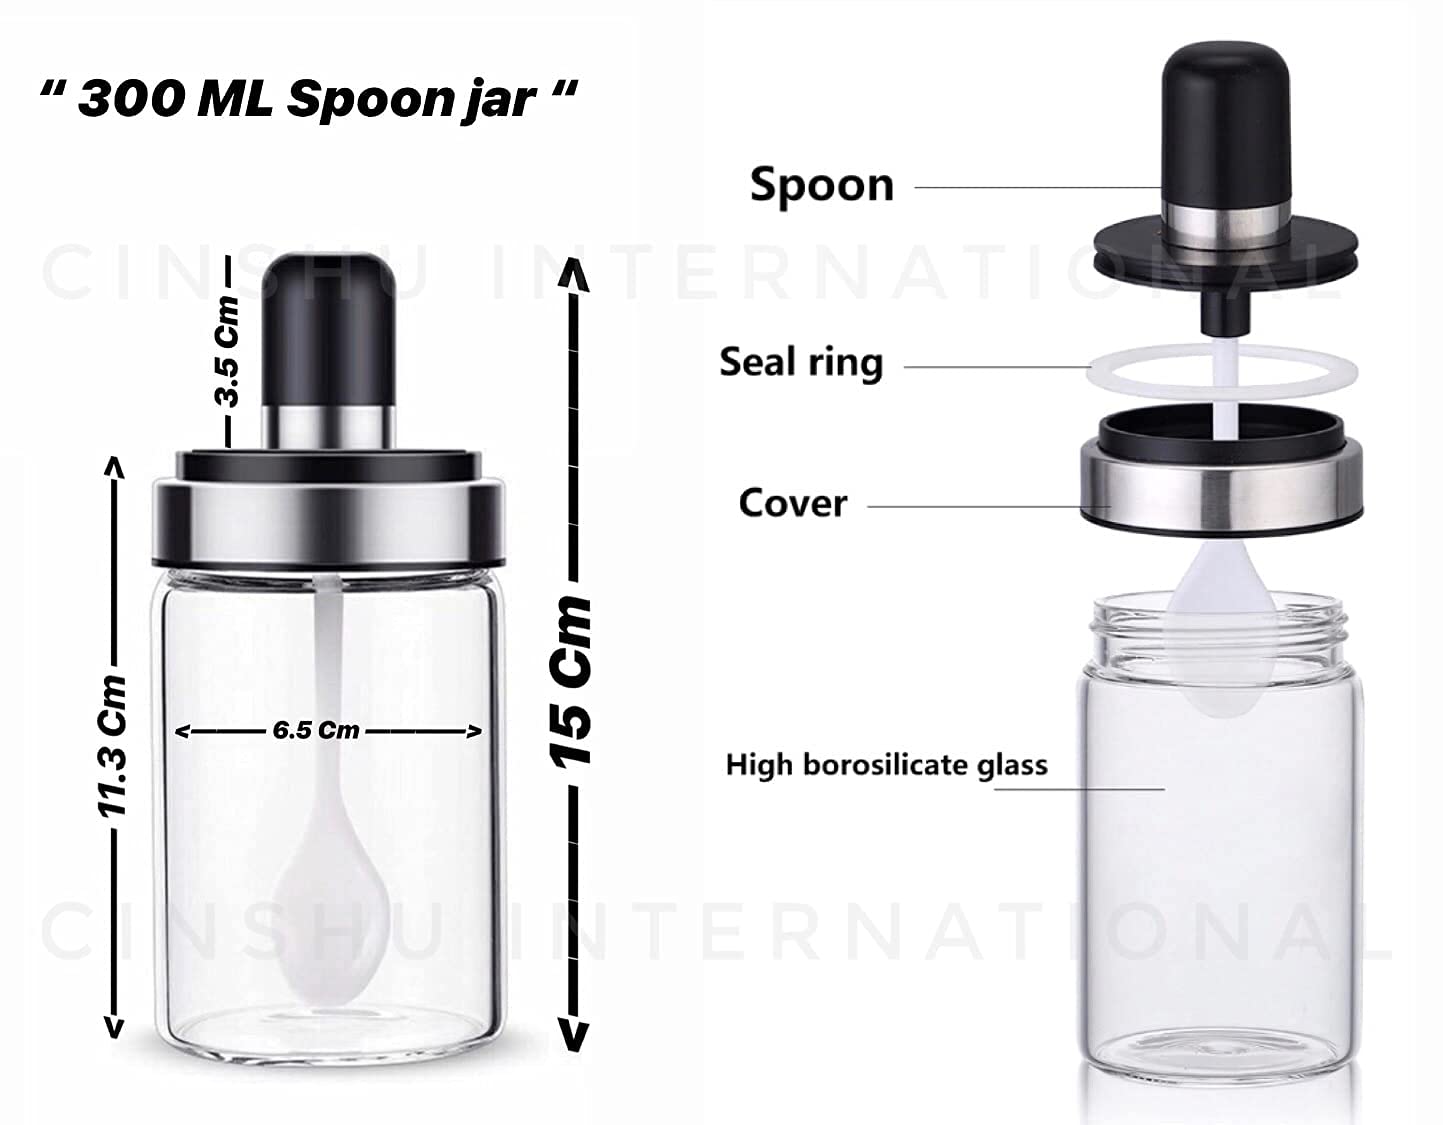 “ 300 ML Spoon jar “
CINSHU INTERNATIONAL
3.5 Cm
11.3 Cm
6.5 Cm
15 Cm
Spoon
Seal ring
Cover
High borosilicate glass
CINSHU INTERNATIONAL